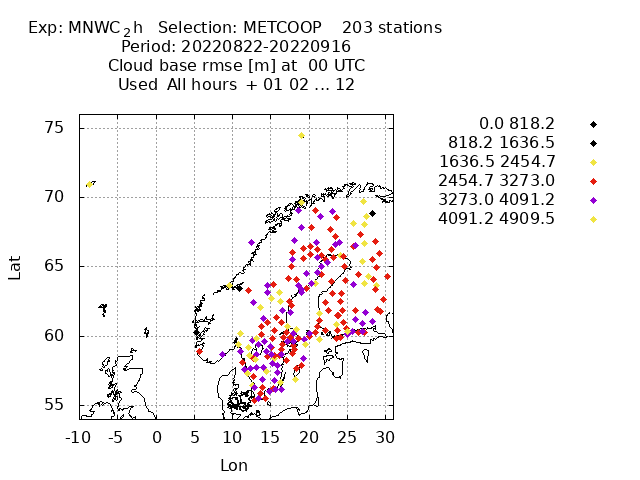 Exp: MNWC₂h   Selection: METCOOP    203 stations
Period: 20220822-20220916
Cloud base rmse [m] at  00 UTC
Used  All hours  + 01 02 ... 12
0.0 818.2
818.2 1636.5
1636.5 2454.7
2454.7 3273.0
3273.0 4091.2
4091.2 4909.5
75
70
65
60
55
Lat
-10 -5 0 5 10 15 20 25 30
Lon